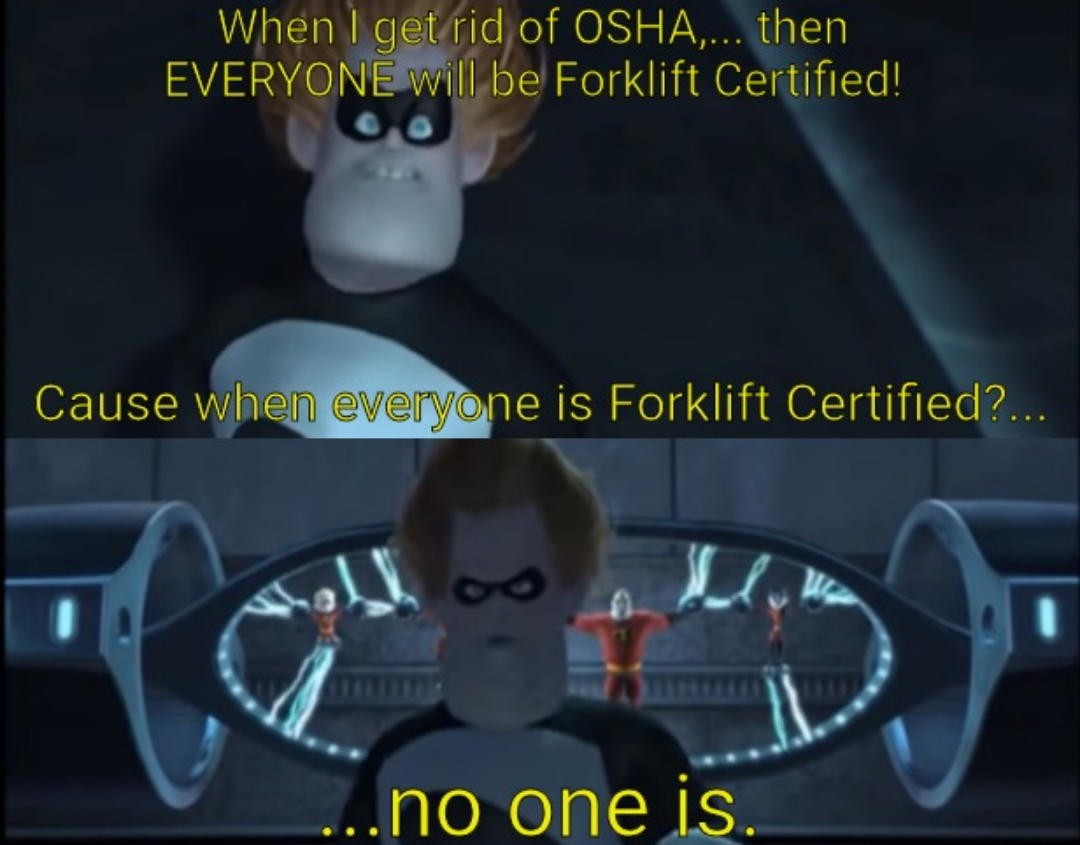 When I get rid of OSHA,... then
EVERYONE will be Forklift Certified!
Cause when everyone is Forklift Certified?...
...no one is.